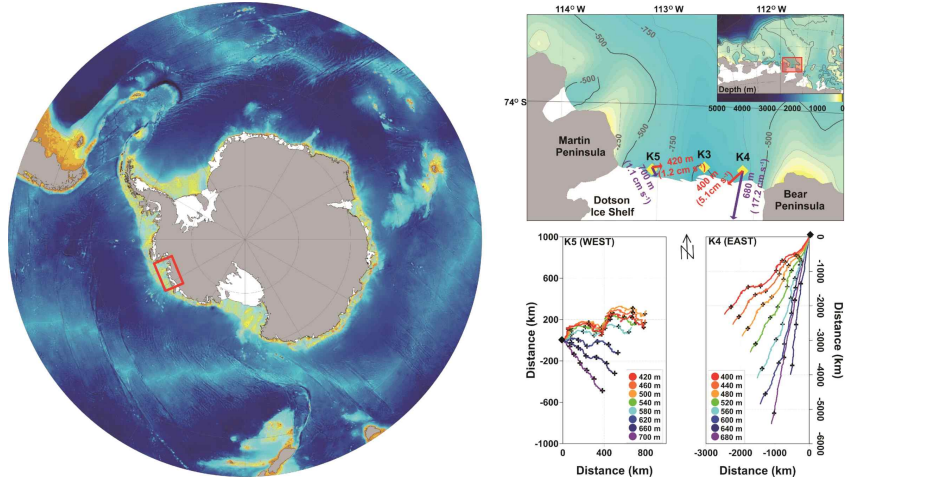 114°W 113°W 112°W
-500
-750
-500
74° S
-500
-250
-750
-500
Depth (m)
5000 4000 3000 2000 1000 0
Martin
Peninsula
K5 K3 K4
420 m
(1.2 cm s⁻¹)
700 m
400 m
(5.1cm s⁻¹)
680 m
( 17.2 cm s⁻¹)
Dotson
Ice Shelf
Bear
Peninsula
K5 (WEST)
N
K4 (EAST)
1000
600
200
-200
-600
-1000
Distance (km)
0 400 800
Distance (km)
420 m
460 m
500 m
540 m
580 m
620 m
660 m
700 m
0
-1000
-2000
-3000
-4000
-5000
-6000
Distance (km)
-3000 -2000 -1000 0
Distance (km)
400 m
440 m
480 m
520 m
560 m
600 m
640 m
680 m